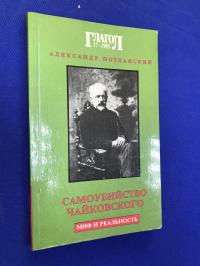 ГЛАГОЛ
17·1993
АЛЕКСАНДР ПОЗНАНСКИЙ
САМОУБИЙСТВО
ЧАЙКОВСКОГО
МИФ И РЕАЛЬНОСТЬ